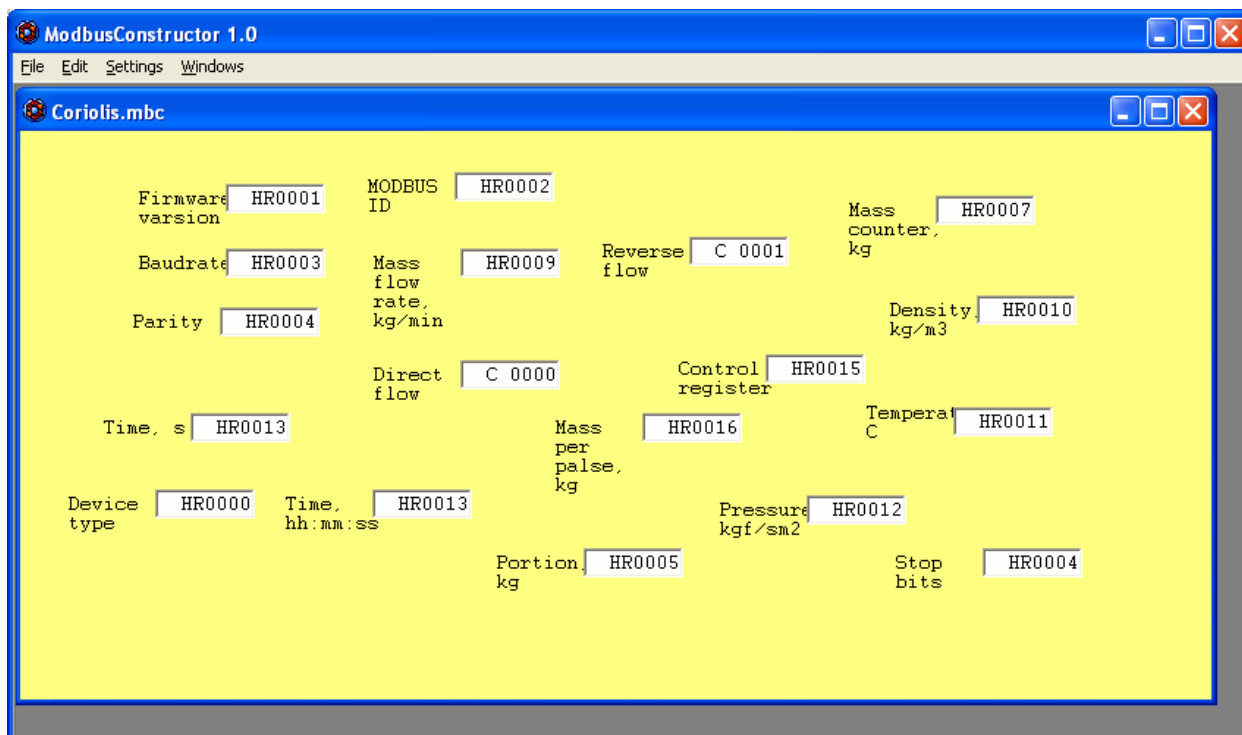 ModbusConstructor 1.0
File Edit Settings Windows
Coriolis.mbc
Firmware
varsion
HR0001
MODBUS
ID
HR0002
Mass
counter,
kg
HR0007
Baudrate
HR0003
Mass
flow
rate,
kg/min
HR0009
Reverse
flow
C 0001
Parity
HR0004
Density,
kg/m3
HR0010
Direct
flow
C 0000
Control
register
HR0015
Time, s
HR0013
Mass
per
palse,
kg
HR0016
Temperat
C
HR0011
Device
type
HR0000
Time,
hh:mm:ss
HR0013
Pressure
kgf/sm2
HR0012
Portion,
kg
HR0005
Stop
bits
HR0004